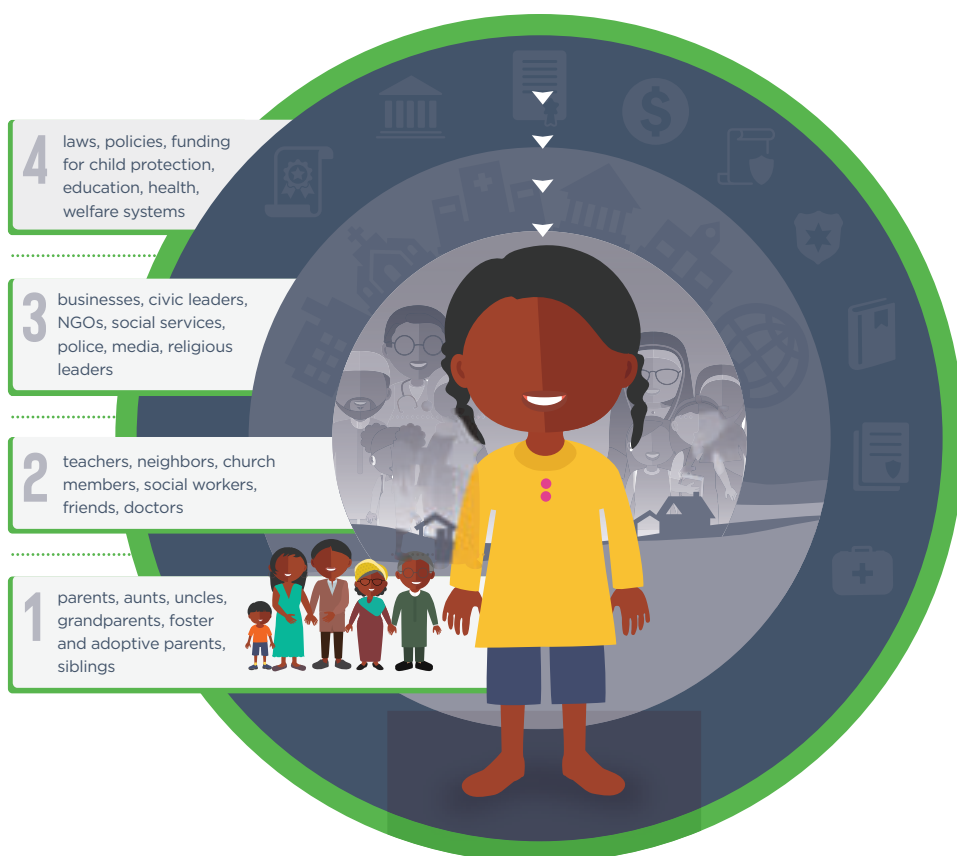 4
laws, policies, funding
for child protection,
education, health,
welfare systems
3
businesses, civic leaders,
NGOs, social services,
police, media, religious
leaders
2
teachers, neighbors, church
members, social workers,
friends, doctors
1
parents, aunts, uncles,
grandparents, foster
and adoptive parents,
siblings
$